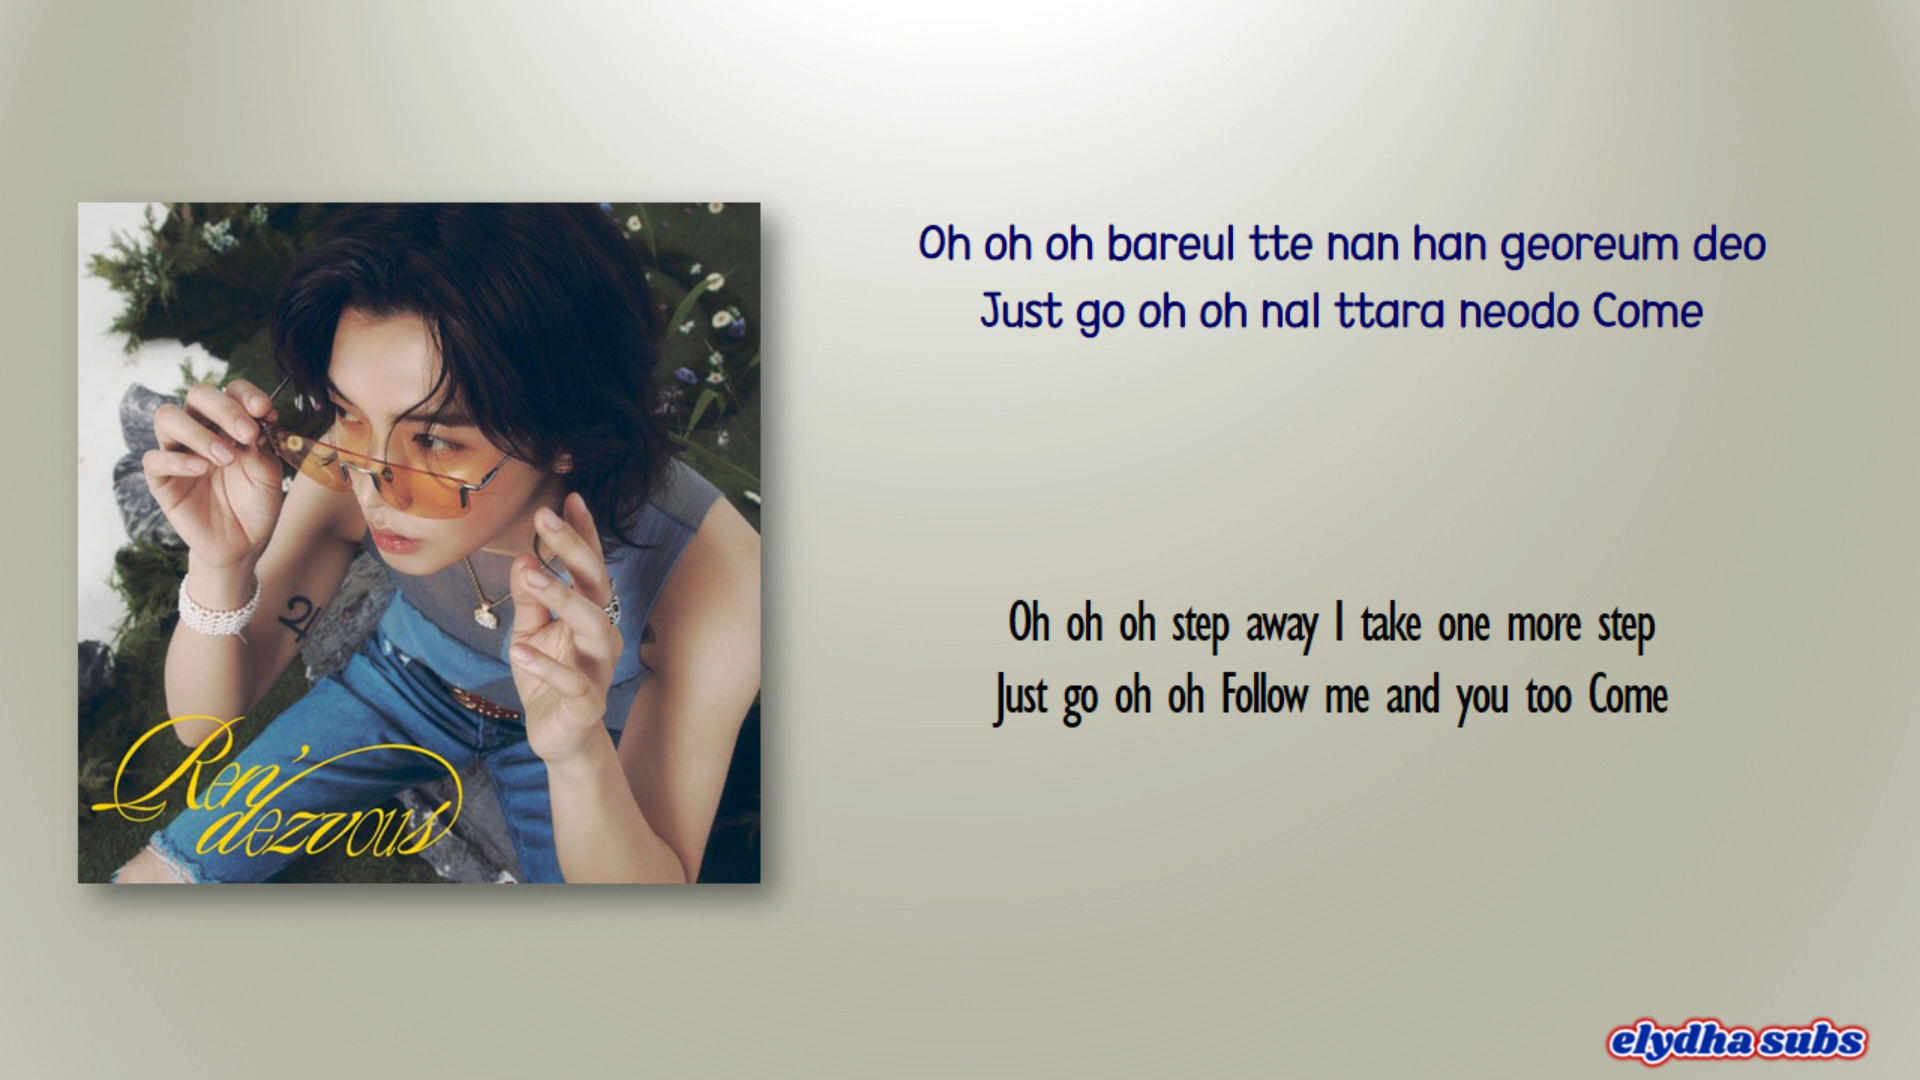 Oh oh oh bareul tte nan han georeum deo
Just go oh oh nal ttara neodo Come
Oh oh oh step away I take one more step
Just go oh oh Follow me and you too Come
Ren'
dezvous
elydha subs